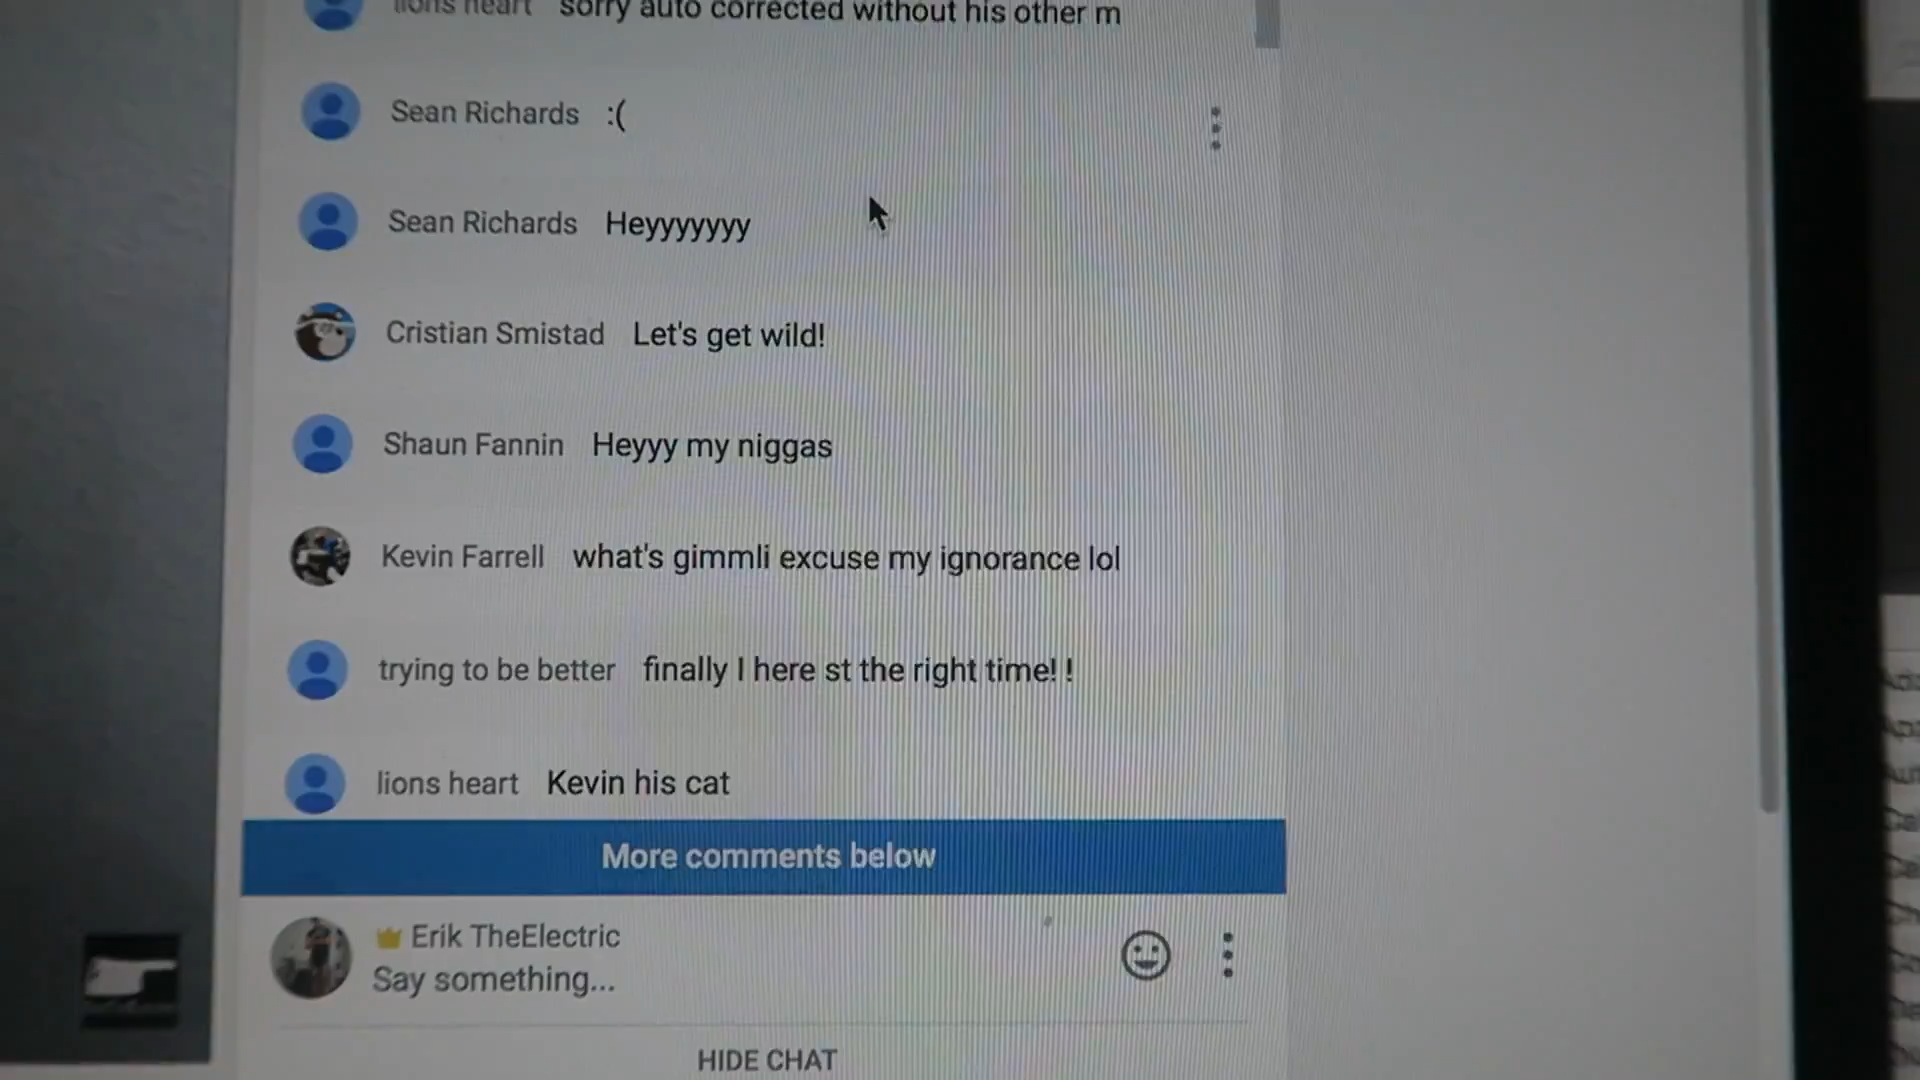 lions heart sorry auto corrected without his other m
Sean Richards :(
Sean Richards Heyyyyyyy
Cristian Smistad Let's get wild!
Shaun Fannin Heyyy my niggas
Kevin Farrell what's gimmli excuse my ignorance lol
trying to be better finally I here st the right time! !
lions heart Kevin his cat
More comments below
Erik TheElectric
Say something...
HIDE CHAT